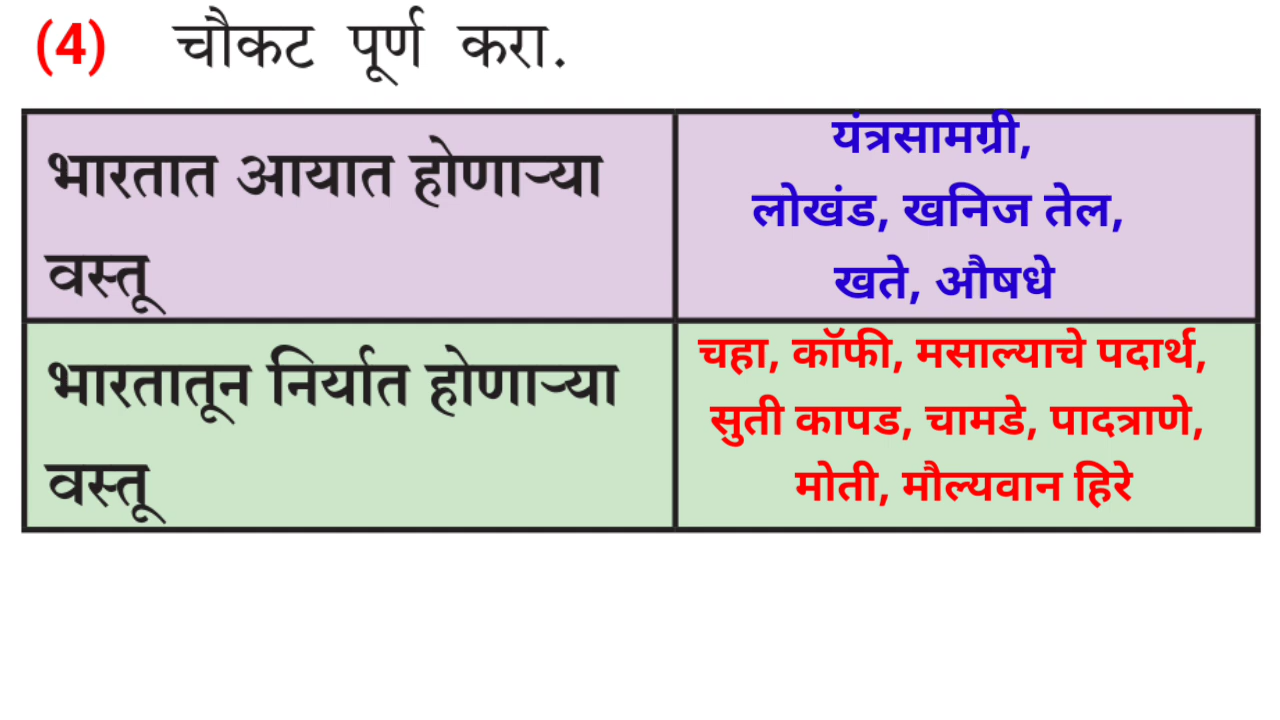 (4) चौकट पूर्ण करा.
भारतात आयात होणाऱ्या
वस्तू
यंत्रसामग्री,
लोखंड, खनिज तेल,
खते, औषधे
भारतातून निर्यात होणाऱ्या
वस्तू
चहा, कॉफी, मसाल्याचे पदार्थ,
सुती कापड, चामडे, पादत्राणे,
मोती, मौल्यवान हिरे